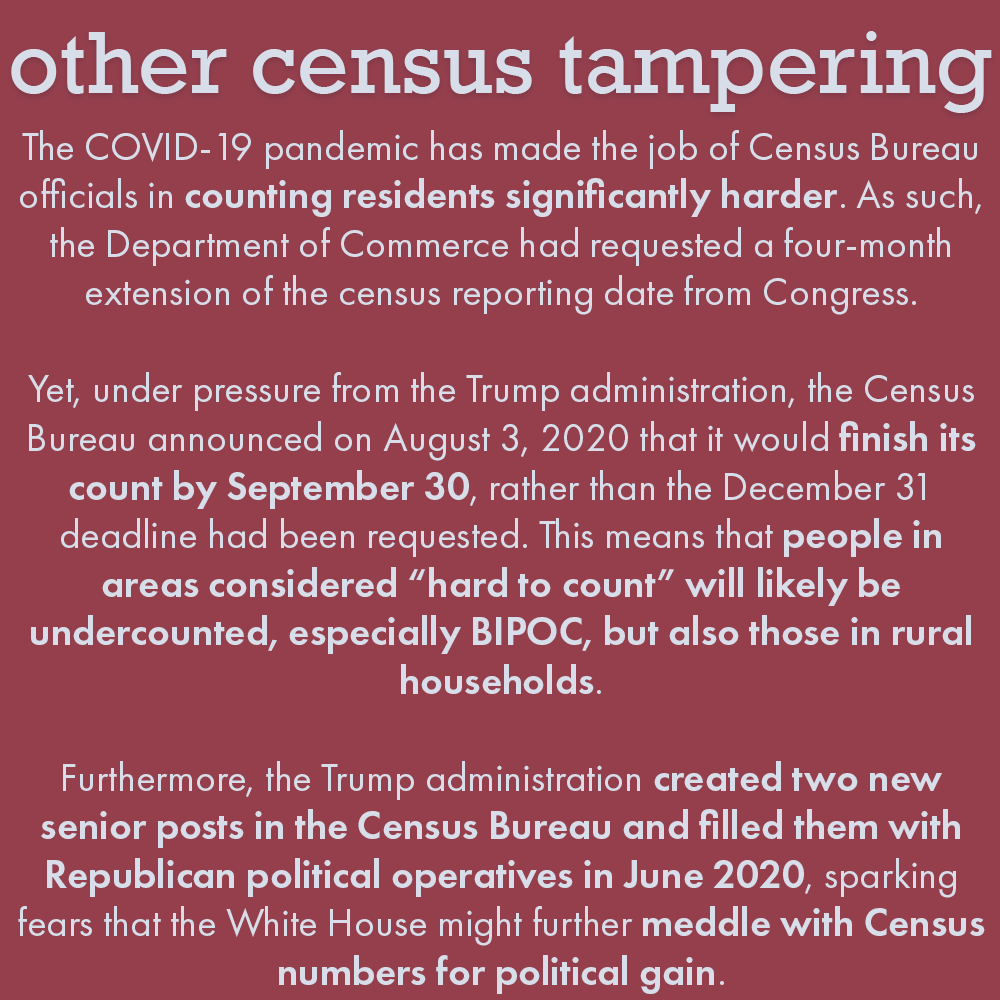 other census tampering
The COVID-19 pandemic has made the job of Census Bureau
officials in counting residents significantly harder. As such,
the Department of Commerce had requested a four-month
extension of the census reporting date from Congress.
Yet, under pressure from the Trump administration, the Census
Bureau announced on August 3, 2020 that it would finish its
count by September 30, rather than the December 31
deadline had been requested. This means that people in
areas considered “hard to count” will likely be
undercounted, especially BIPOC, but also those in rural
households.
Furthermore, the Trump administration created two new
senior posts in the Census Bureau and filled them with
Republican political operatives in June 2020, sparking
fears that the White House might further meddle with Census
numbers for political gain.